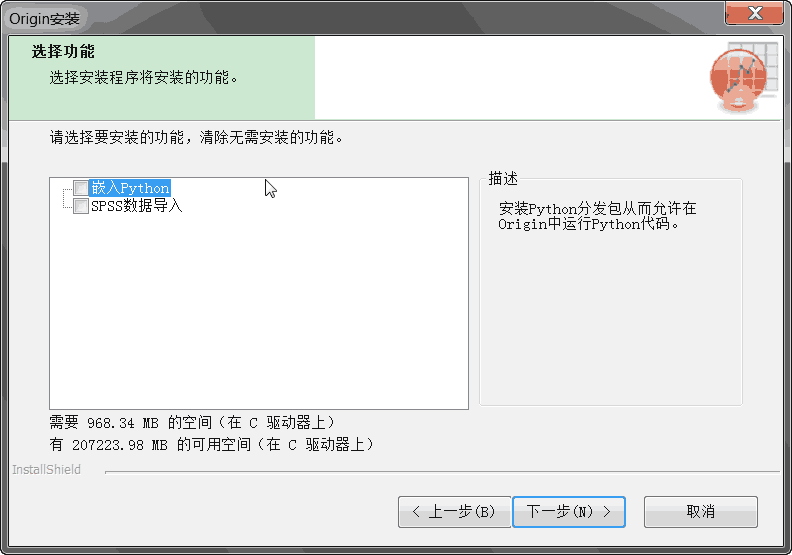 Origin安装
选择功能
选择安装程序将安装的功能。
请选择要安装的功能，清除无需安装的功能。
嵌入Python
SPSS数据导入
描述
安装Python分发包从而允许在
Origin中运行Python代码。
需要 968.34 MB 的空间（在 C 驱动器上）
有 207223.98 MB 的可用空间（在 C 驱动器上）
InstallShield
< 上一步(B)
下一步(N) >
取消